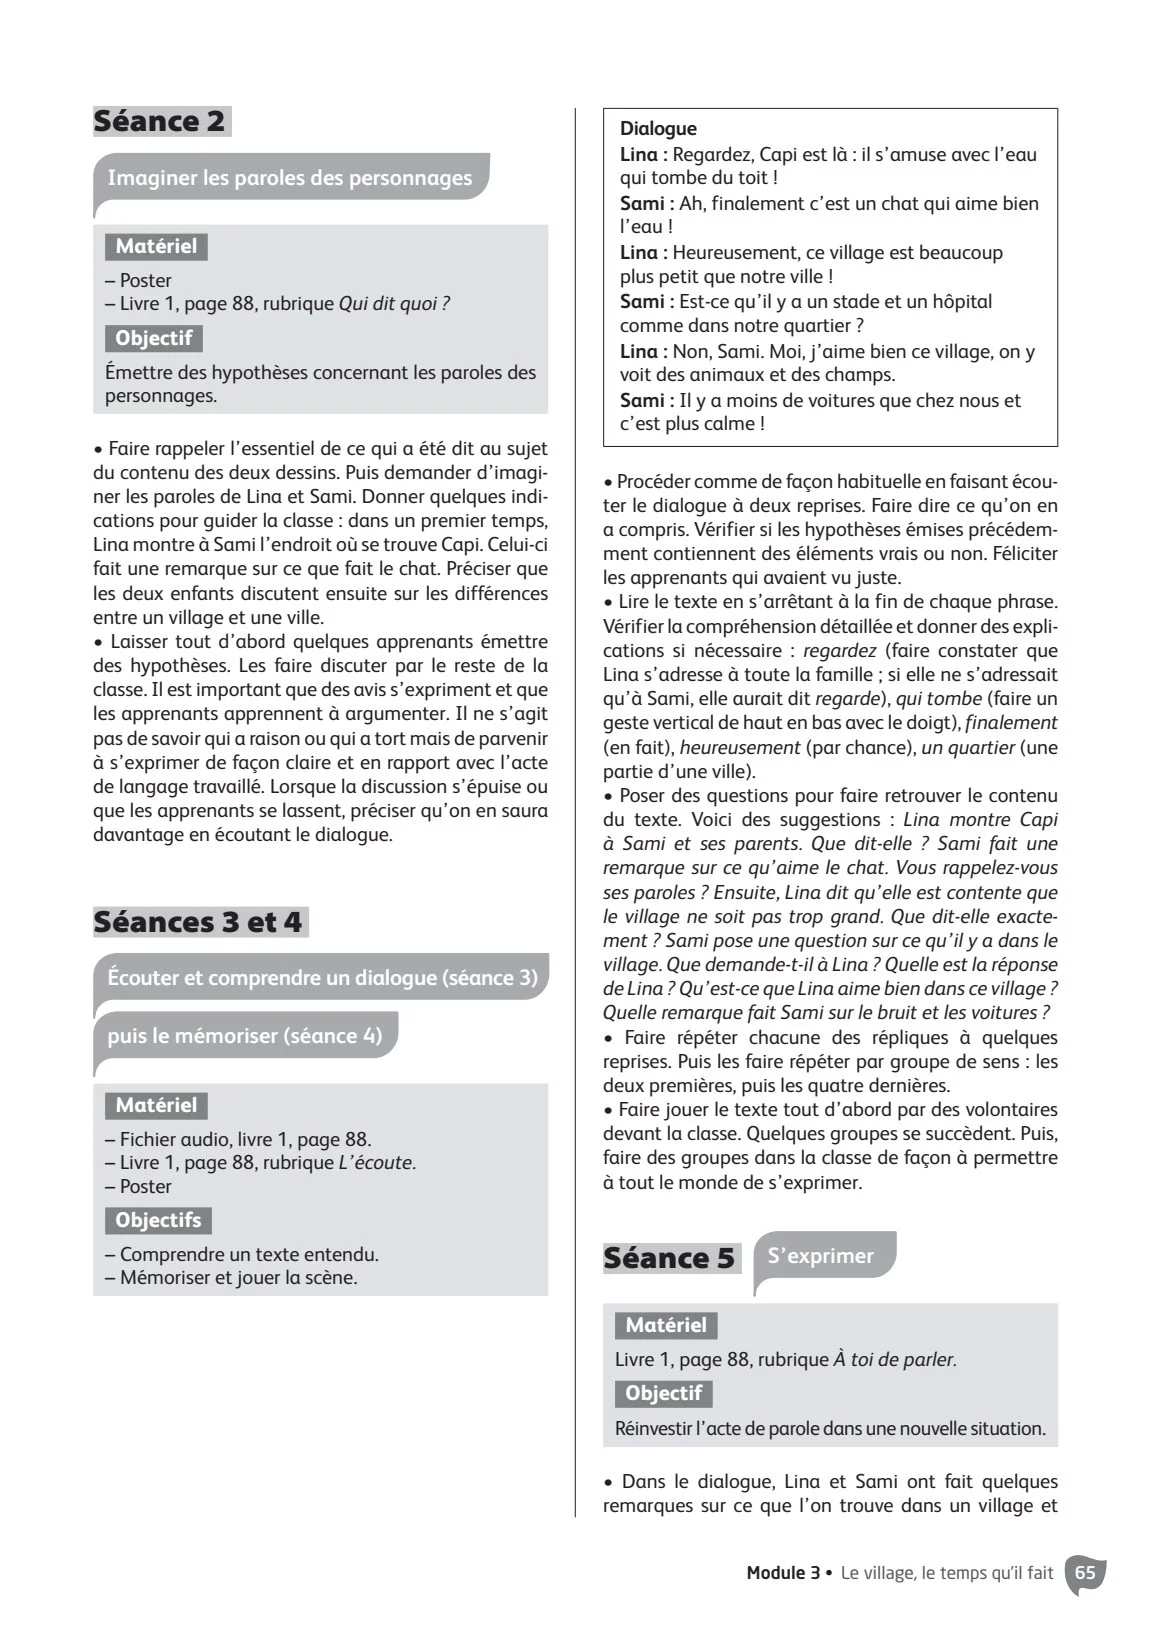 Séance 2
Imaginer les paroles des personnages
Matériel
– Poster
– Livre 1, page 88, rubrique Qui dit quoi ?
Objectif
Émettre des hypothèses concernant les paroles des
personnages.
• Faire rappeler l’essentiel de ce qui a été dit au sujet
du contenu des deux dessins. Puis demander d’imagi-
ner les paroles de Lina et Sami. Donner quelques indi-
cations pour guider la classe : dans un premier temps,
Lina montre à Sami l’endroit où se trouve Capi. Celui-ci
fait une remarque sur ce que fait le chat. Préciser que
les deux enfants discutent ensuite sur les différences
entre un village et une ville.
• Laisser tout d’abord quelques apprenants émettre
des hypothèses. Les faire discuter par le reste de la
classe. Il est important que des avis s’expriment et que
les apprenants apprennent à argumenter. Il ne s’agit
pas de savoir qui a raison ou qui a tort mais de parvenir
à s’exprimer de façon claire et en rapport avec l’acte
de langage travaillé. Lorsque la discussion s’épuise ou
que les apprenants se lassent, préciser qu’on en saura
davantage en écoutant le dialogue.
Séances 3 et 4
Écouter et comprendre un dialogue (séance 3)
puis le mémoriser (séance 4)
Matériel
– Fichier audio, livre 1, page 88.
– Livre 1, page 88, rubrique L’écoute.
– Poster
Objectifs
– Comprendre un texte entendu.
– Mémoriser et jouer la scène.
Dialogue
Lina : Regardez, Capi est là : il s’amuse avec l’eau
qui tombe du toit !
Sami : Ah, finalement c’est un chat qui aime bien
l’eau !
Lina : Heureusement, ce village est beaucoup
plus petit que notre ville !
Sami : Est-ce qu’il y a un stade et un hôpital
comme dans notre quartier ?
Lina : Non, Sami. Moi, j’aime bien ce village, on y
voit des animaux et des champs.
Sami : Il y a moins de voitures que chez nous et
c’est plus calme !
• Procéder comme de façon habituelle en faisant écou-
ter le dialogue à deux reprises. Faire dire ce qu’on en
a compris. Vérifier si les hypothèses émises précédem-
ment contiennent des éléments vrais ou non. Féliciter
les apprenants qui avaient vu juste.
• Lire le texte en s’arrêtant à la fin de chaque phrase.
Vérifier la compréhension détaillée et donner des expli-
cations si nécessaire : regardez (faire constater que
Lina s’adresse à toute la famille ; si elle ne s’adressait
qu’à Sami, elle aurait dit regarde), qui tombe (faire un
geste vertical de haut en bas avec le doigt), finalement
(en fait), heureusement (par chance), un quartier (une
partie d’une ville).
• Poser des questions pour faire retrouver le contenu
du texte. Voici des suggestions : Lina montre Capi
à Sami et ses parents. Que dit-elle ? Sami fait une
remarque sur ce qu’aime le chat. Vous rappelez-vous
ses paroles ? Ensuite, Lina dit qu’elle est contente que
le village ne soit pas trop grand. Que dit-elle exacte-
ment ? Sami pose une question sur ce qu’il y a dans le
village. Que demande-t-il à Lina ? Quelle est la réponse
de Lina ? Qu’est-ce que Lina aime bien dans ce village ?
Quelle remarque fait Sami sur le bruit et les voitures ?
• Faire répéter chacune des répliques à quelques
reprises. Puis les faire répéter par groupe de sens : les
deux premières, puis les quatre dernières.
• Faire jouer le texte tout d’abord par des volontaires
devant la classe. Quelques groupes se succèdent. Puis,
faire des groupes dans la classe de façon à permettre
à tout le monde de s’exprimer.
Séance 5 S’exprimer
Matériel
Livre 1, page 88, rubrique À toi de parler.
Objectif
Réinvestir l’acte de parole dans une nouvelle situation.
• Dans le dialogue, Lina et Sami ont fait quelques
remarques sur ce que l’on trouve dans un village et
Module 3 • Le village, le temps qu’il fait 65